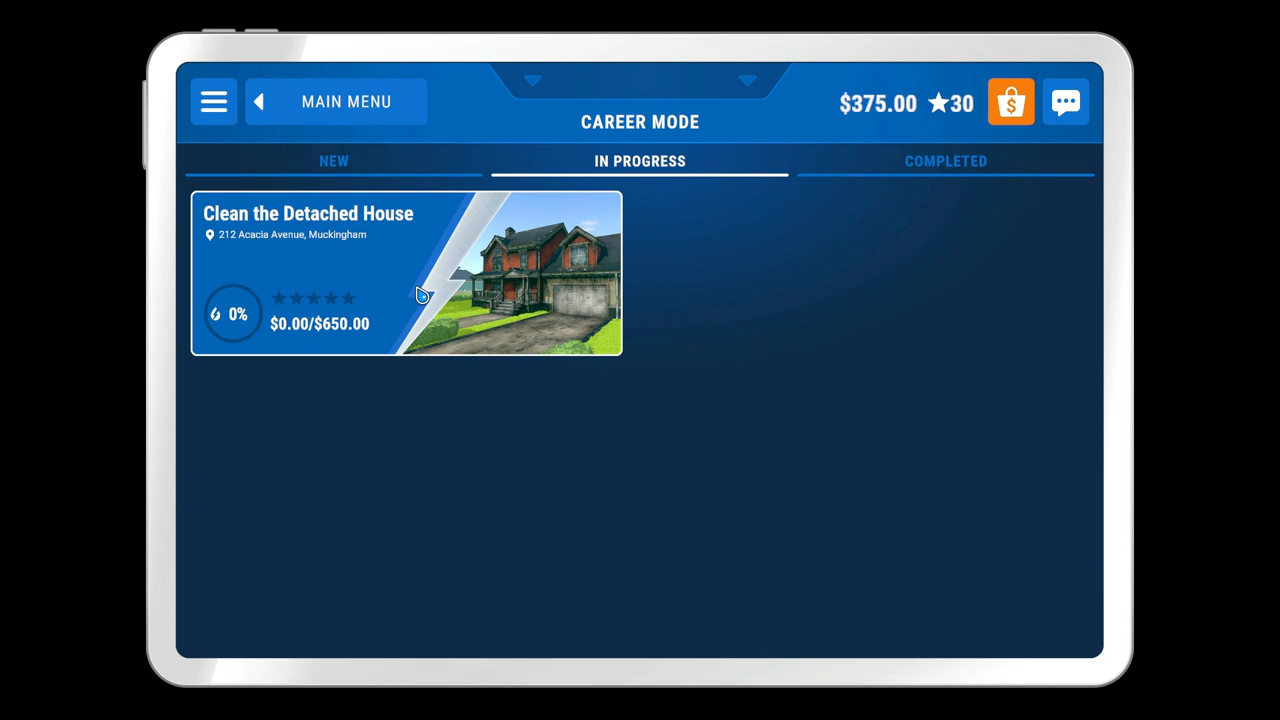 MAIN MENU
$375.00 ★30
CAREER MODE
NEW
IN PROGRESS
COMPLETED
Clean the Detached House
212 Acacia Avenue, Muckingham
0%
$0.00/$650.00